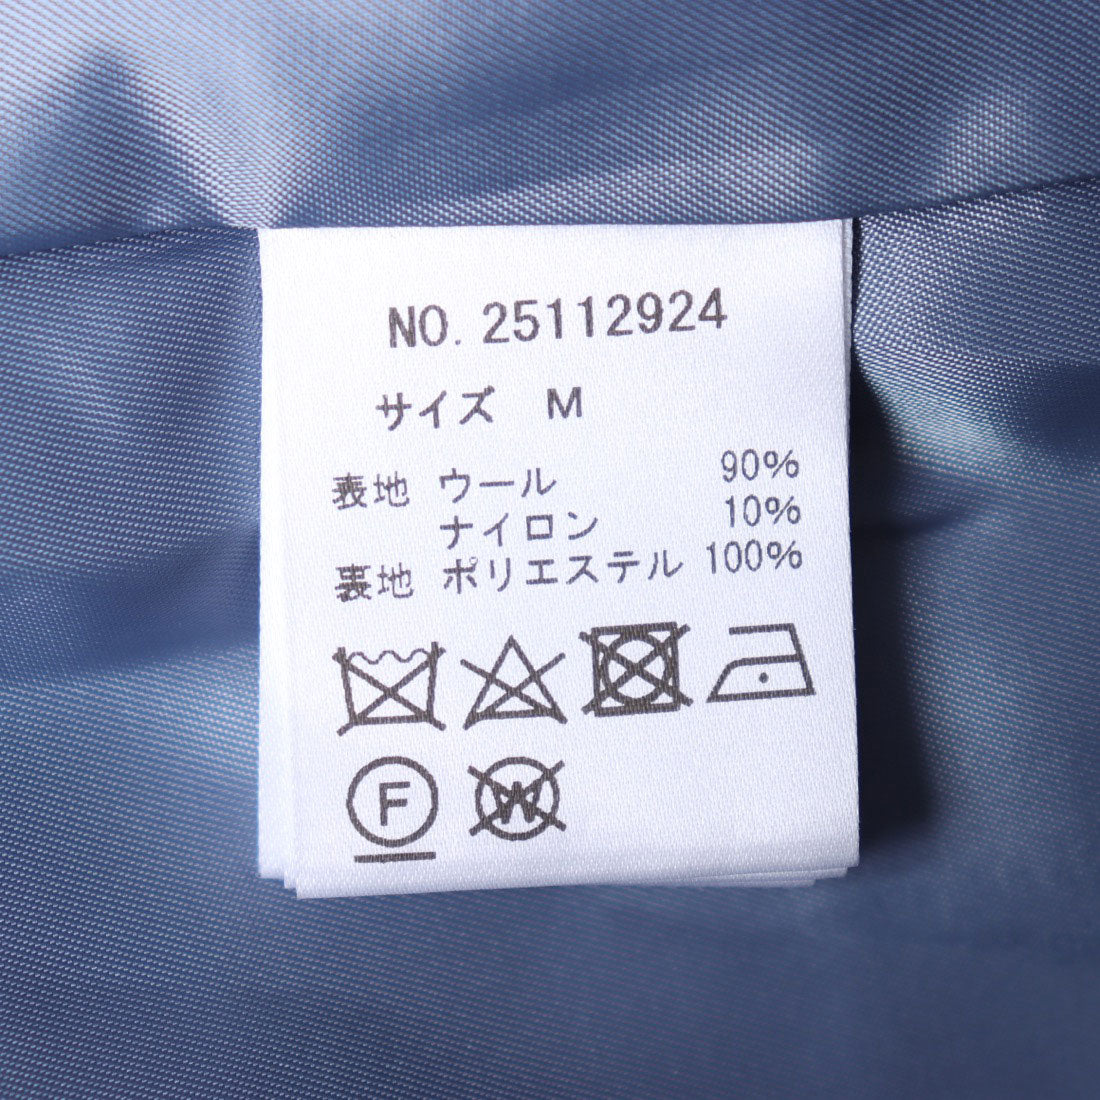 NO. 25112924
サイズ M
表地 ウール 90%
ナイロン 10%
裏地 ポリエステル 100%
F W